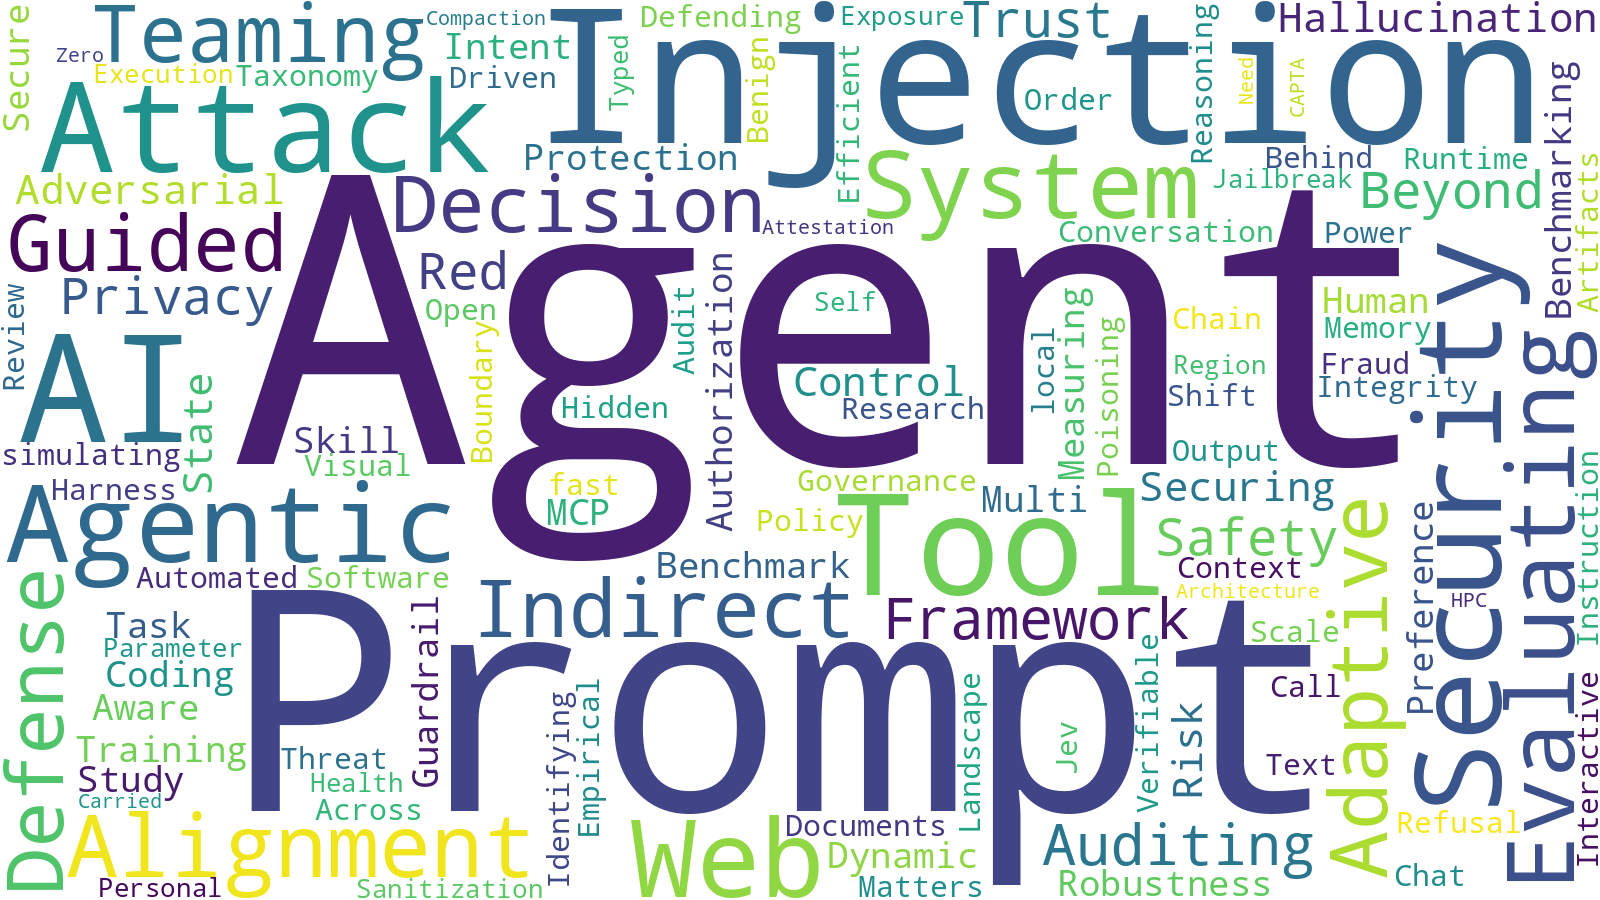 Secure
Zero
Teaming
Compaction
Intent
Driven
Execution
Taxonomy
Attack
Injection
Typed
Defending
Benign
Exposure
Efficient
Trust
Order
Reasoning
Need
CAPTA
Hallucination
Benchmarking
Artifacts
Protection
Behind
Runtime
Jailbreak
Beyond
Adversarial
Decision
System
Attestation
Conversation
Power
Guided
Red
Privacy
Open
Review
Agent
Boundary
Audit
Authorization
Self
Measuring
local
Poisoning
Chain
Human
Memory
Region
Fraud
Shift
Integrity
Security
Evaluating
AI
State
Control
Research
Hidden
Skill
Visual
simulating
Harness
Output
Governance
Securing
fast
MCP
Multi
Policy
Tool
Agentic
Safety
Adaptive
Preference
Instruction
Automated
Software
Benchmark
Context
Architecture
HPC
Defense
Prompt
Indirect
Framework
Task
Parameter
Coding
Aware
Training
Study
Carried
Threat
Health
Across
Guardrail
Identifying
Empirical
Landscape
Jev
Verifiable
Risk
Scale
Call
Text
Interactive
Alignment
Web
Documents
Dynamic
Matters
Auditing
Robustness
Refusal
Chat
Personal
Sanitization